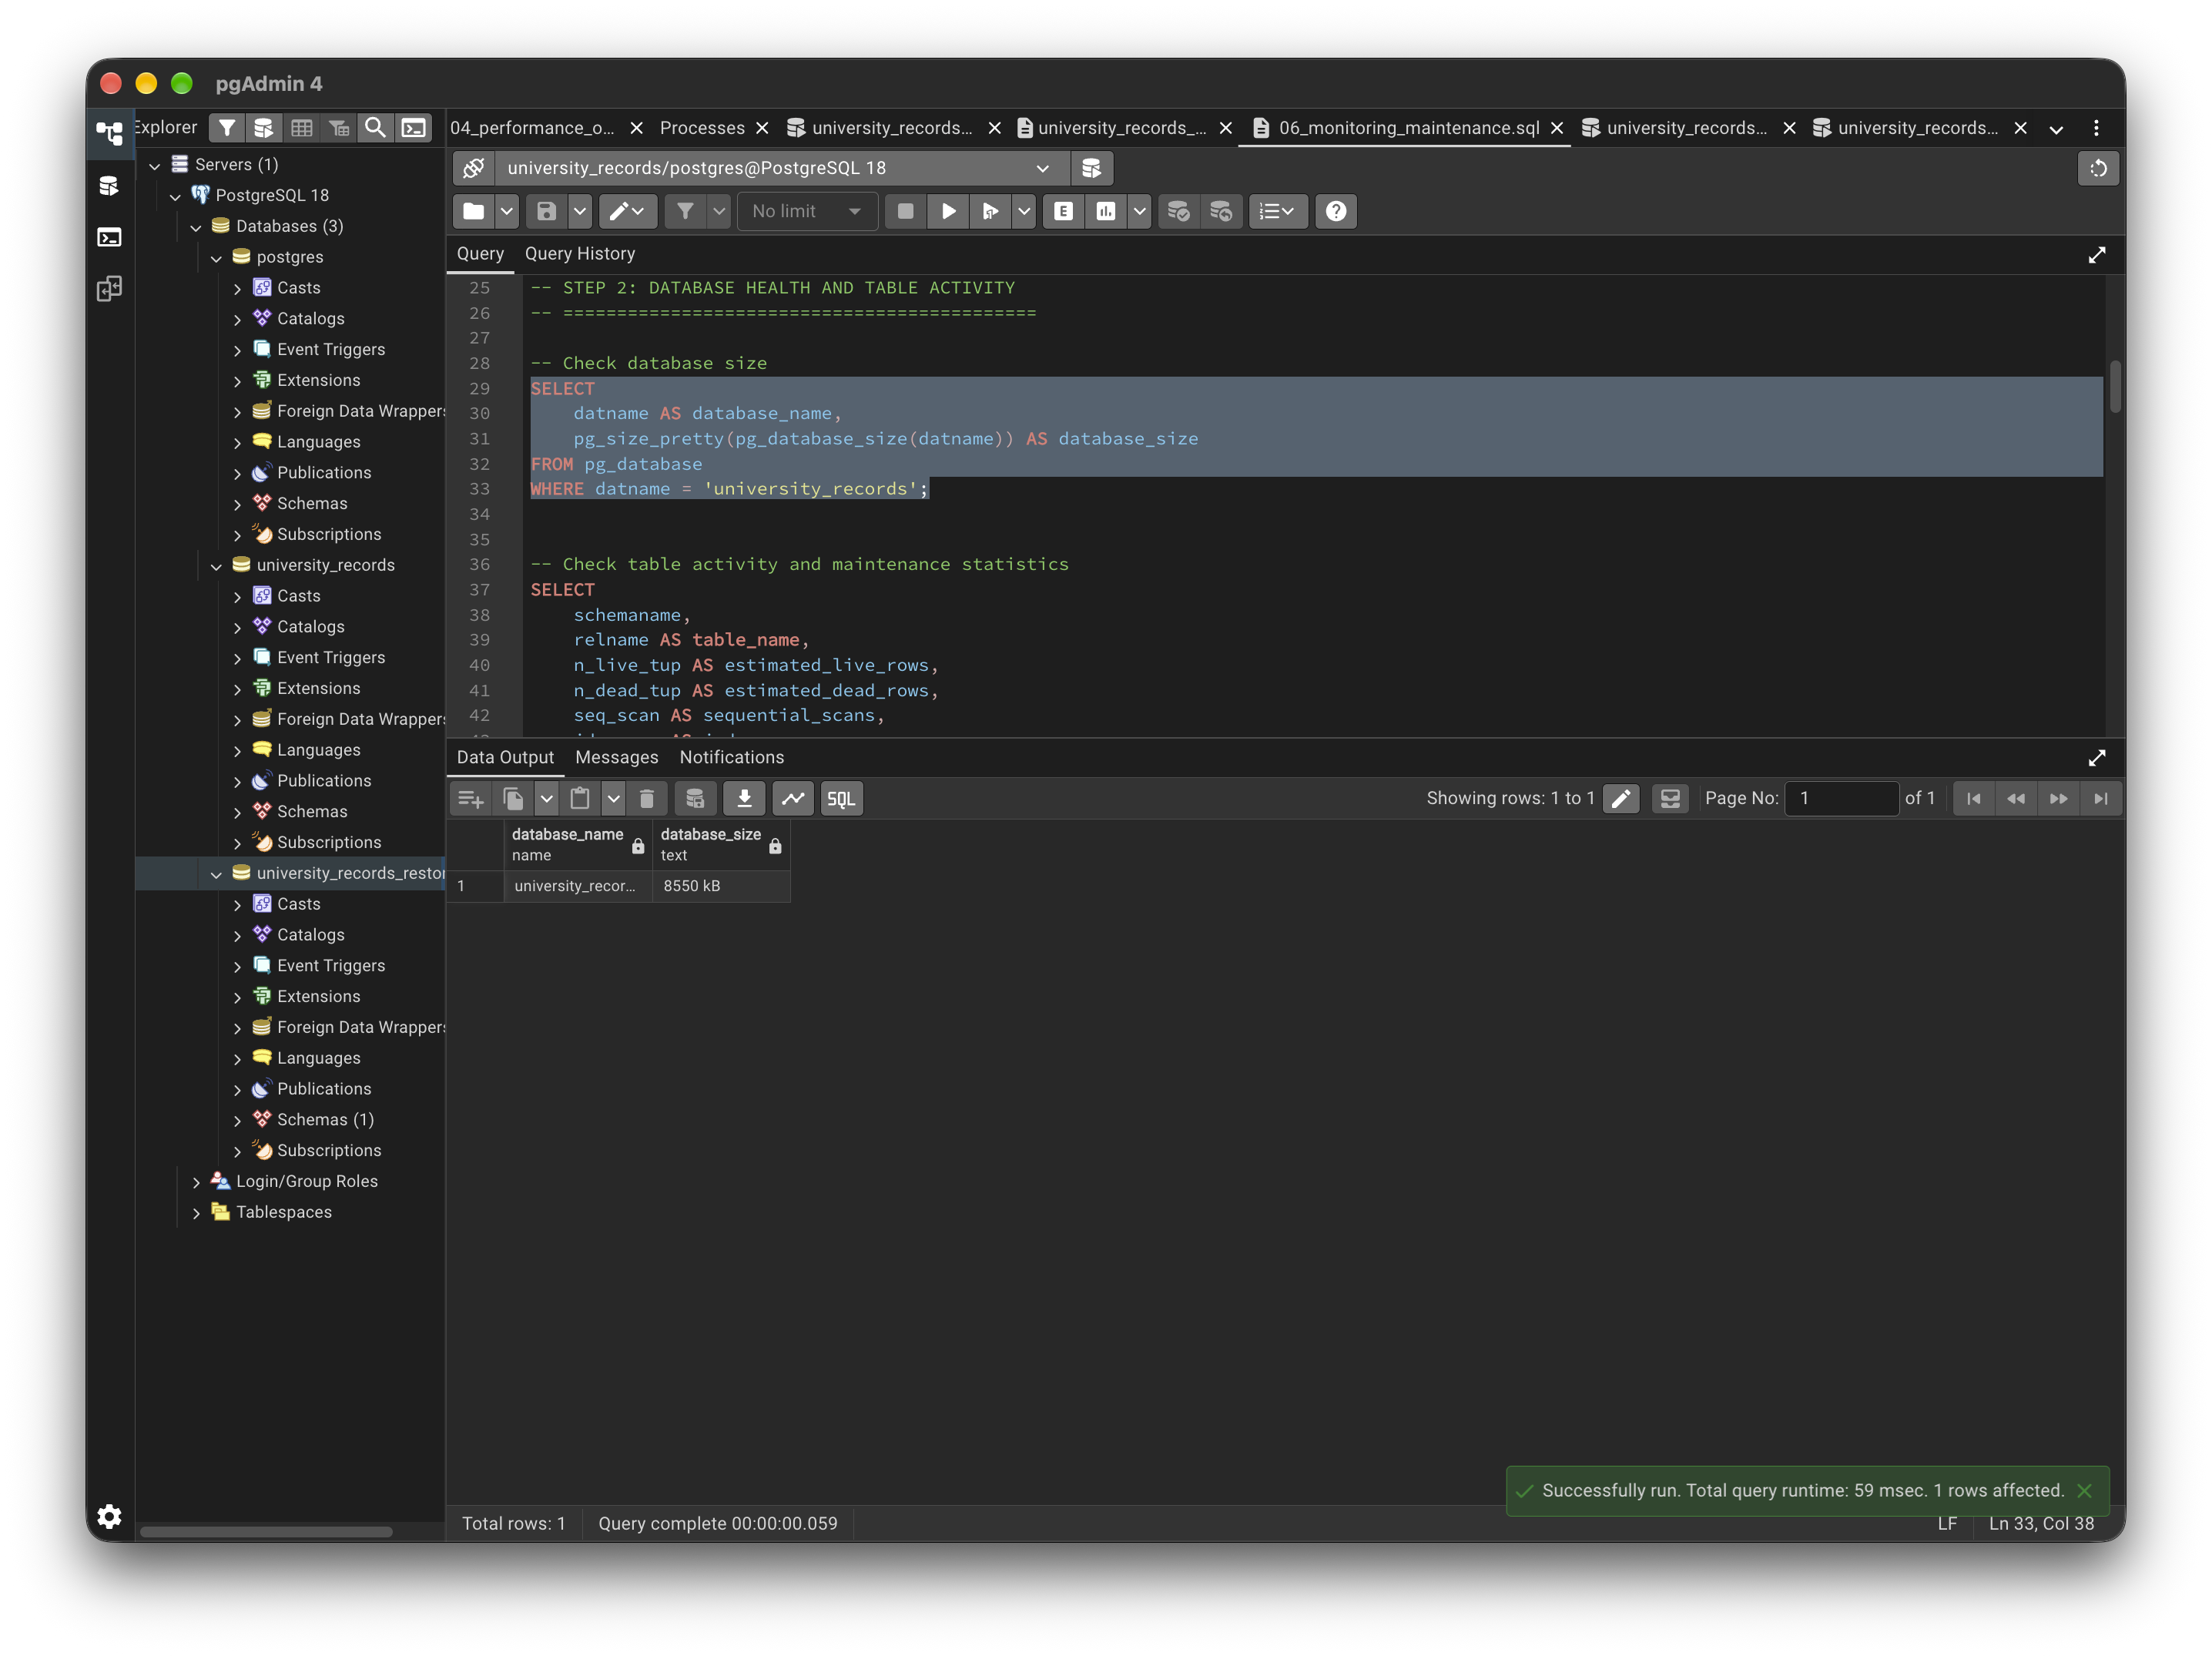 pgAdmin 4
Explorer
04_performance_o...
Processes
university_records...
university_records_...
06_monitoring_maintenance.sql
university_records...
university_records...
Servers (1)
PostgreSQL 18
Databases (3)
postgres
Casts
Catalogs
Event Triggers
Extensions
Foreign Data Wrappers
Languages
Publications
Schemas
Subscriptions
university_records
Casts
Catalogs
Event Triggers
Extensions
Foreign Data Wrappers
Languages
Publications
Schemas
Subscriptions
university_records_restor
Casts
Catalogs
Event Triggers
Extensions
Foreign Data Wrappers
Languages
Publications
Schemas (1)
Subscriptions
Login/Group Roles
Tablespaces
university_records/postgres@PostgreSQL 18
No limit
E
Query Query History
25 -- STEP 2: DATABASE HEALTH AND TABLE ACTIVITY
26 -- ============================================
27
28 -- Check database size
29 SELECT
30 datname AS database_name,
31 pg_size_pretty(pg_database_size(datname)) AS database_size
32 FROM pg_database
33 WHERE datname = 'university_records';
34
35
36 -- Check table activity and maintenance statistics
37 SELECT
38 schemaname,
39 relname AS table_name,
40 n_live_tup AS estimated_live_rows,
41 n_dead_tup AS estimated_dead_rows,
42 seq_scan AS sequential_scans,
Data Output Messages Notifications
SQL
Showing rows: 1 to 1
Page No: 1 of 1
database_name
name
database_size
text
1 university_recor... 8550 kB
Successfully run. Total query runtime: 59 msec. 1 rows affected.
Total rows: 1 Query complete 00:00:00.059
LF Ln 33, Col 38